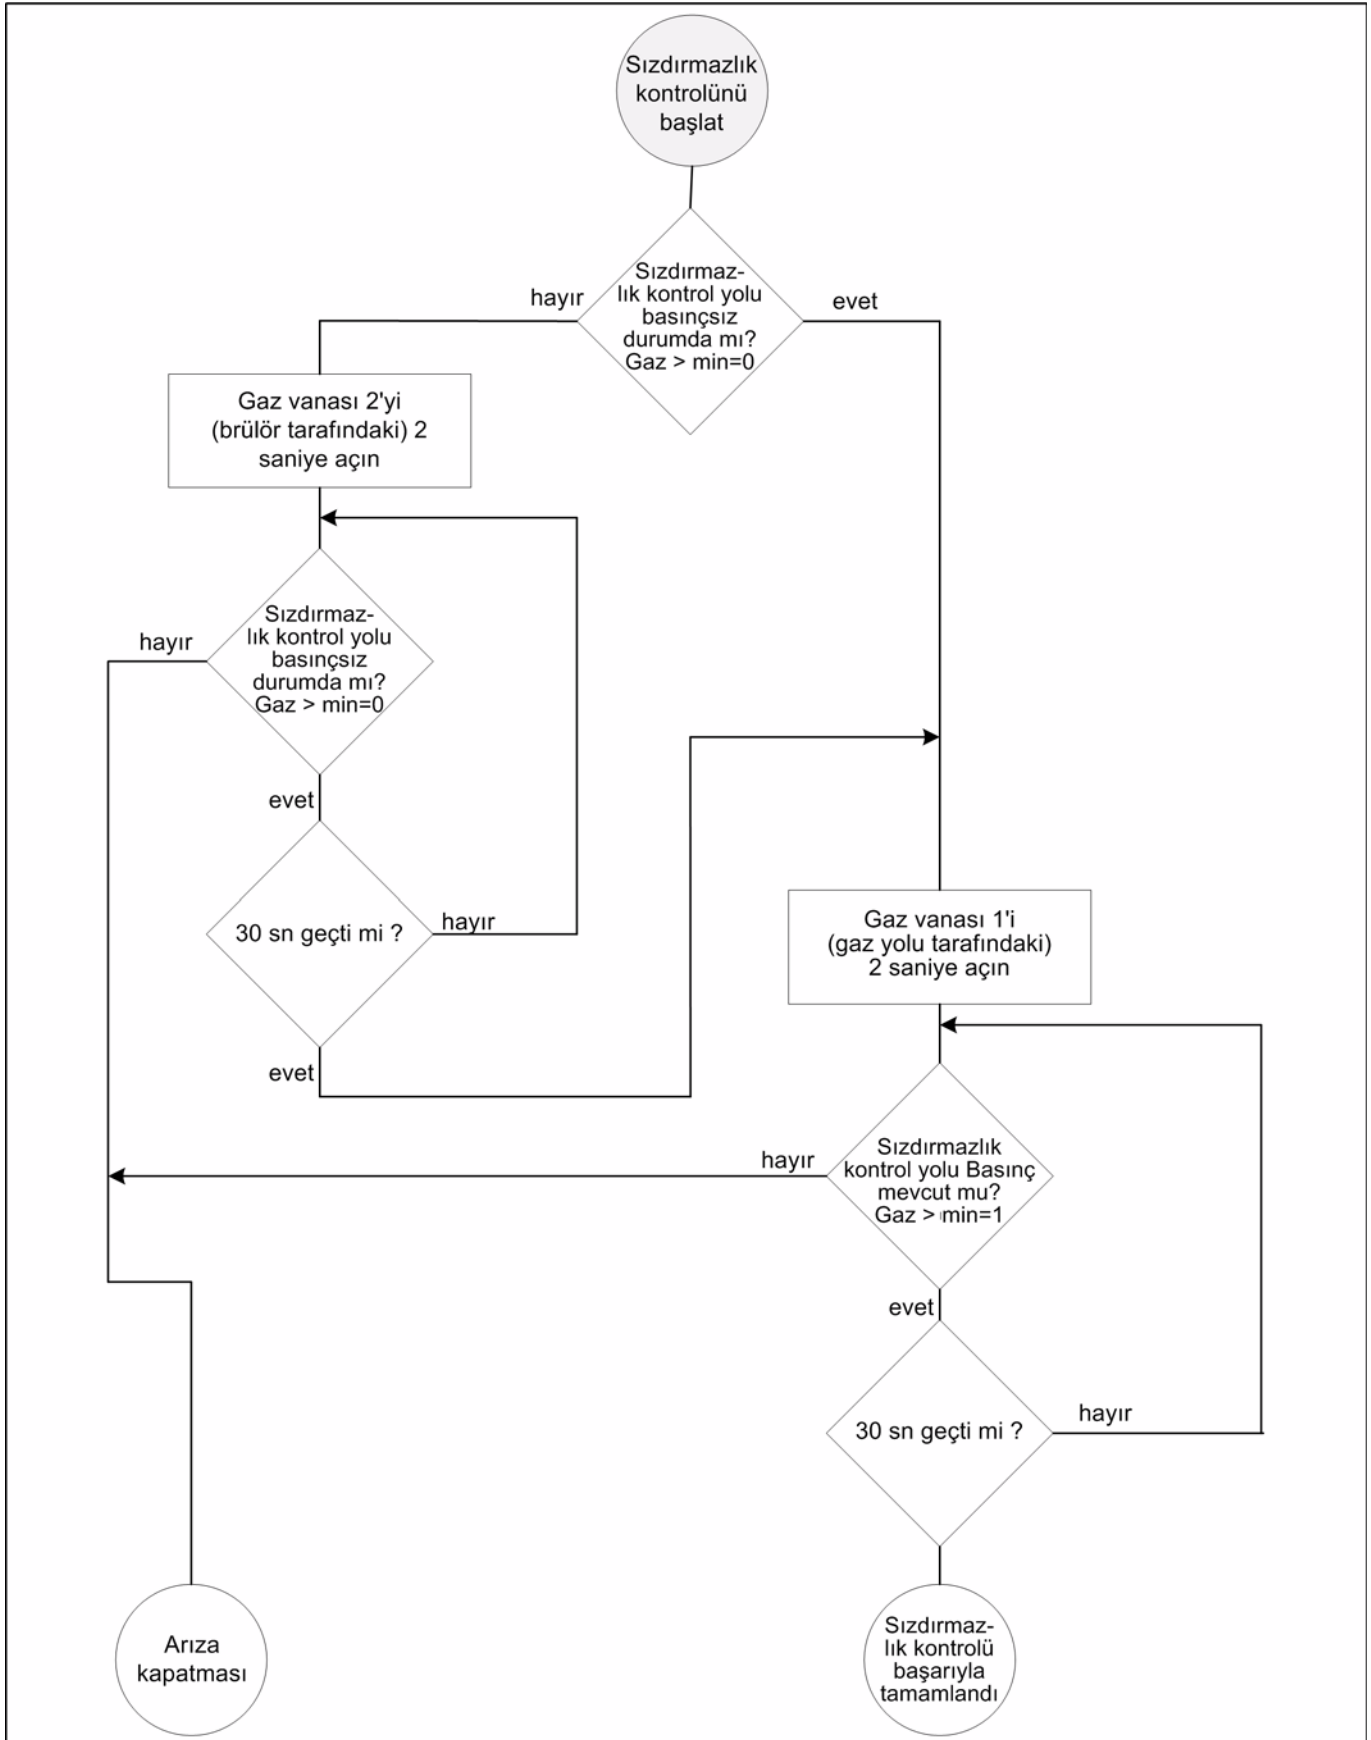 Sızdırmazlık
kontrolünü
başlat
Sızdırmaz-
lık kontrol yolu
basınçsız
durumda mı?
Gaz > min=0
hayır
evet
Gaz vanası 2'yi
(brülör tarafındaki) 2
saniye açın
Sızdırmaz-
lık kontrol yolu
basınçsız
durumda mı?
Gaz > min=0
hayır
evet
30 sn geçti mi ?
hayır
evet
Gaz vanası 1'i
(gaz yolu tarafındaki)
2 saniye açın
Sızdırmazlık
kontrol yolu Basınç
mevcut mu?
Gaz > min=1
hayır
evet
30 sn geçti mi ?
hayır
Arıza
kapatması
Sızdırmaz-
lık kontrolü
başarıyla
tamamlandı